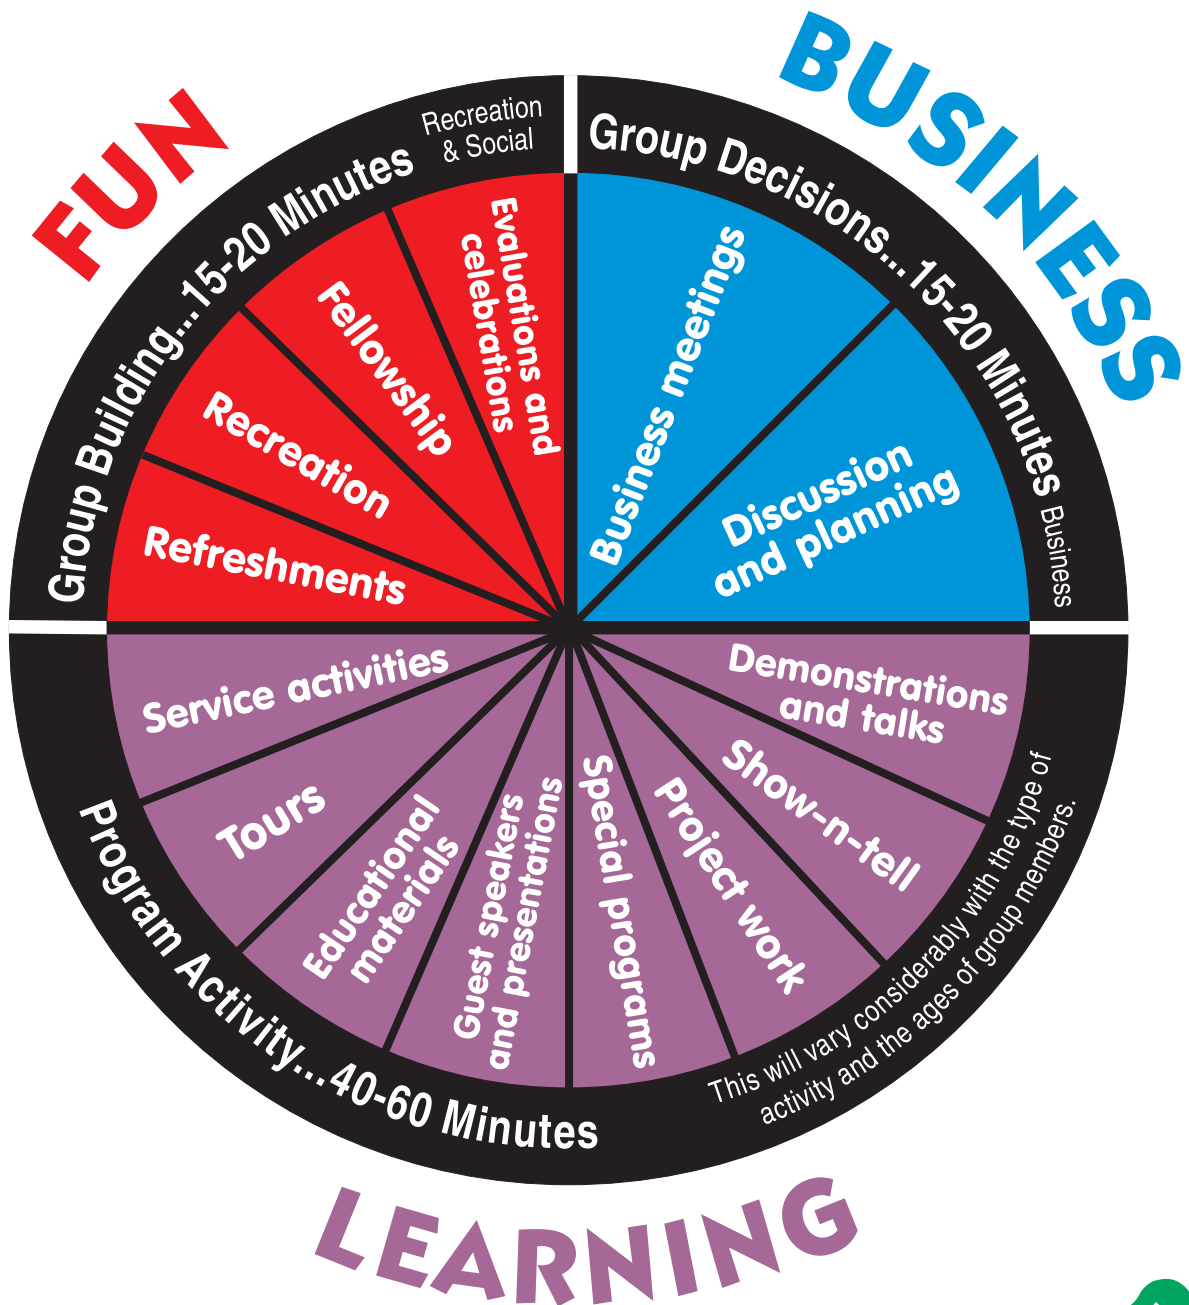 FUN
Group Building...15-20 Minutes
Recreation
& Social
Refreshments
Recreation
Fellowship
Evaluations and
celebrations
BUSINESS
Group Decisions... 15-20 Minutes
Business
Business meetings
Discussion
and planning
Demonstrations
and talks
Show-n-tell
Project work
Special programs
Guest speakers
and presentations
Educational
materials
Tours
Service activities
Program Activity...40-60 Minutes
This will vary considerably with the type of
activity and the ages of group members.
LEARNING